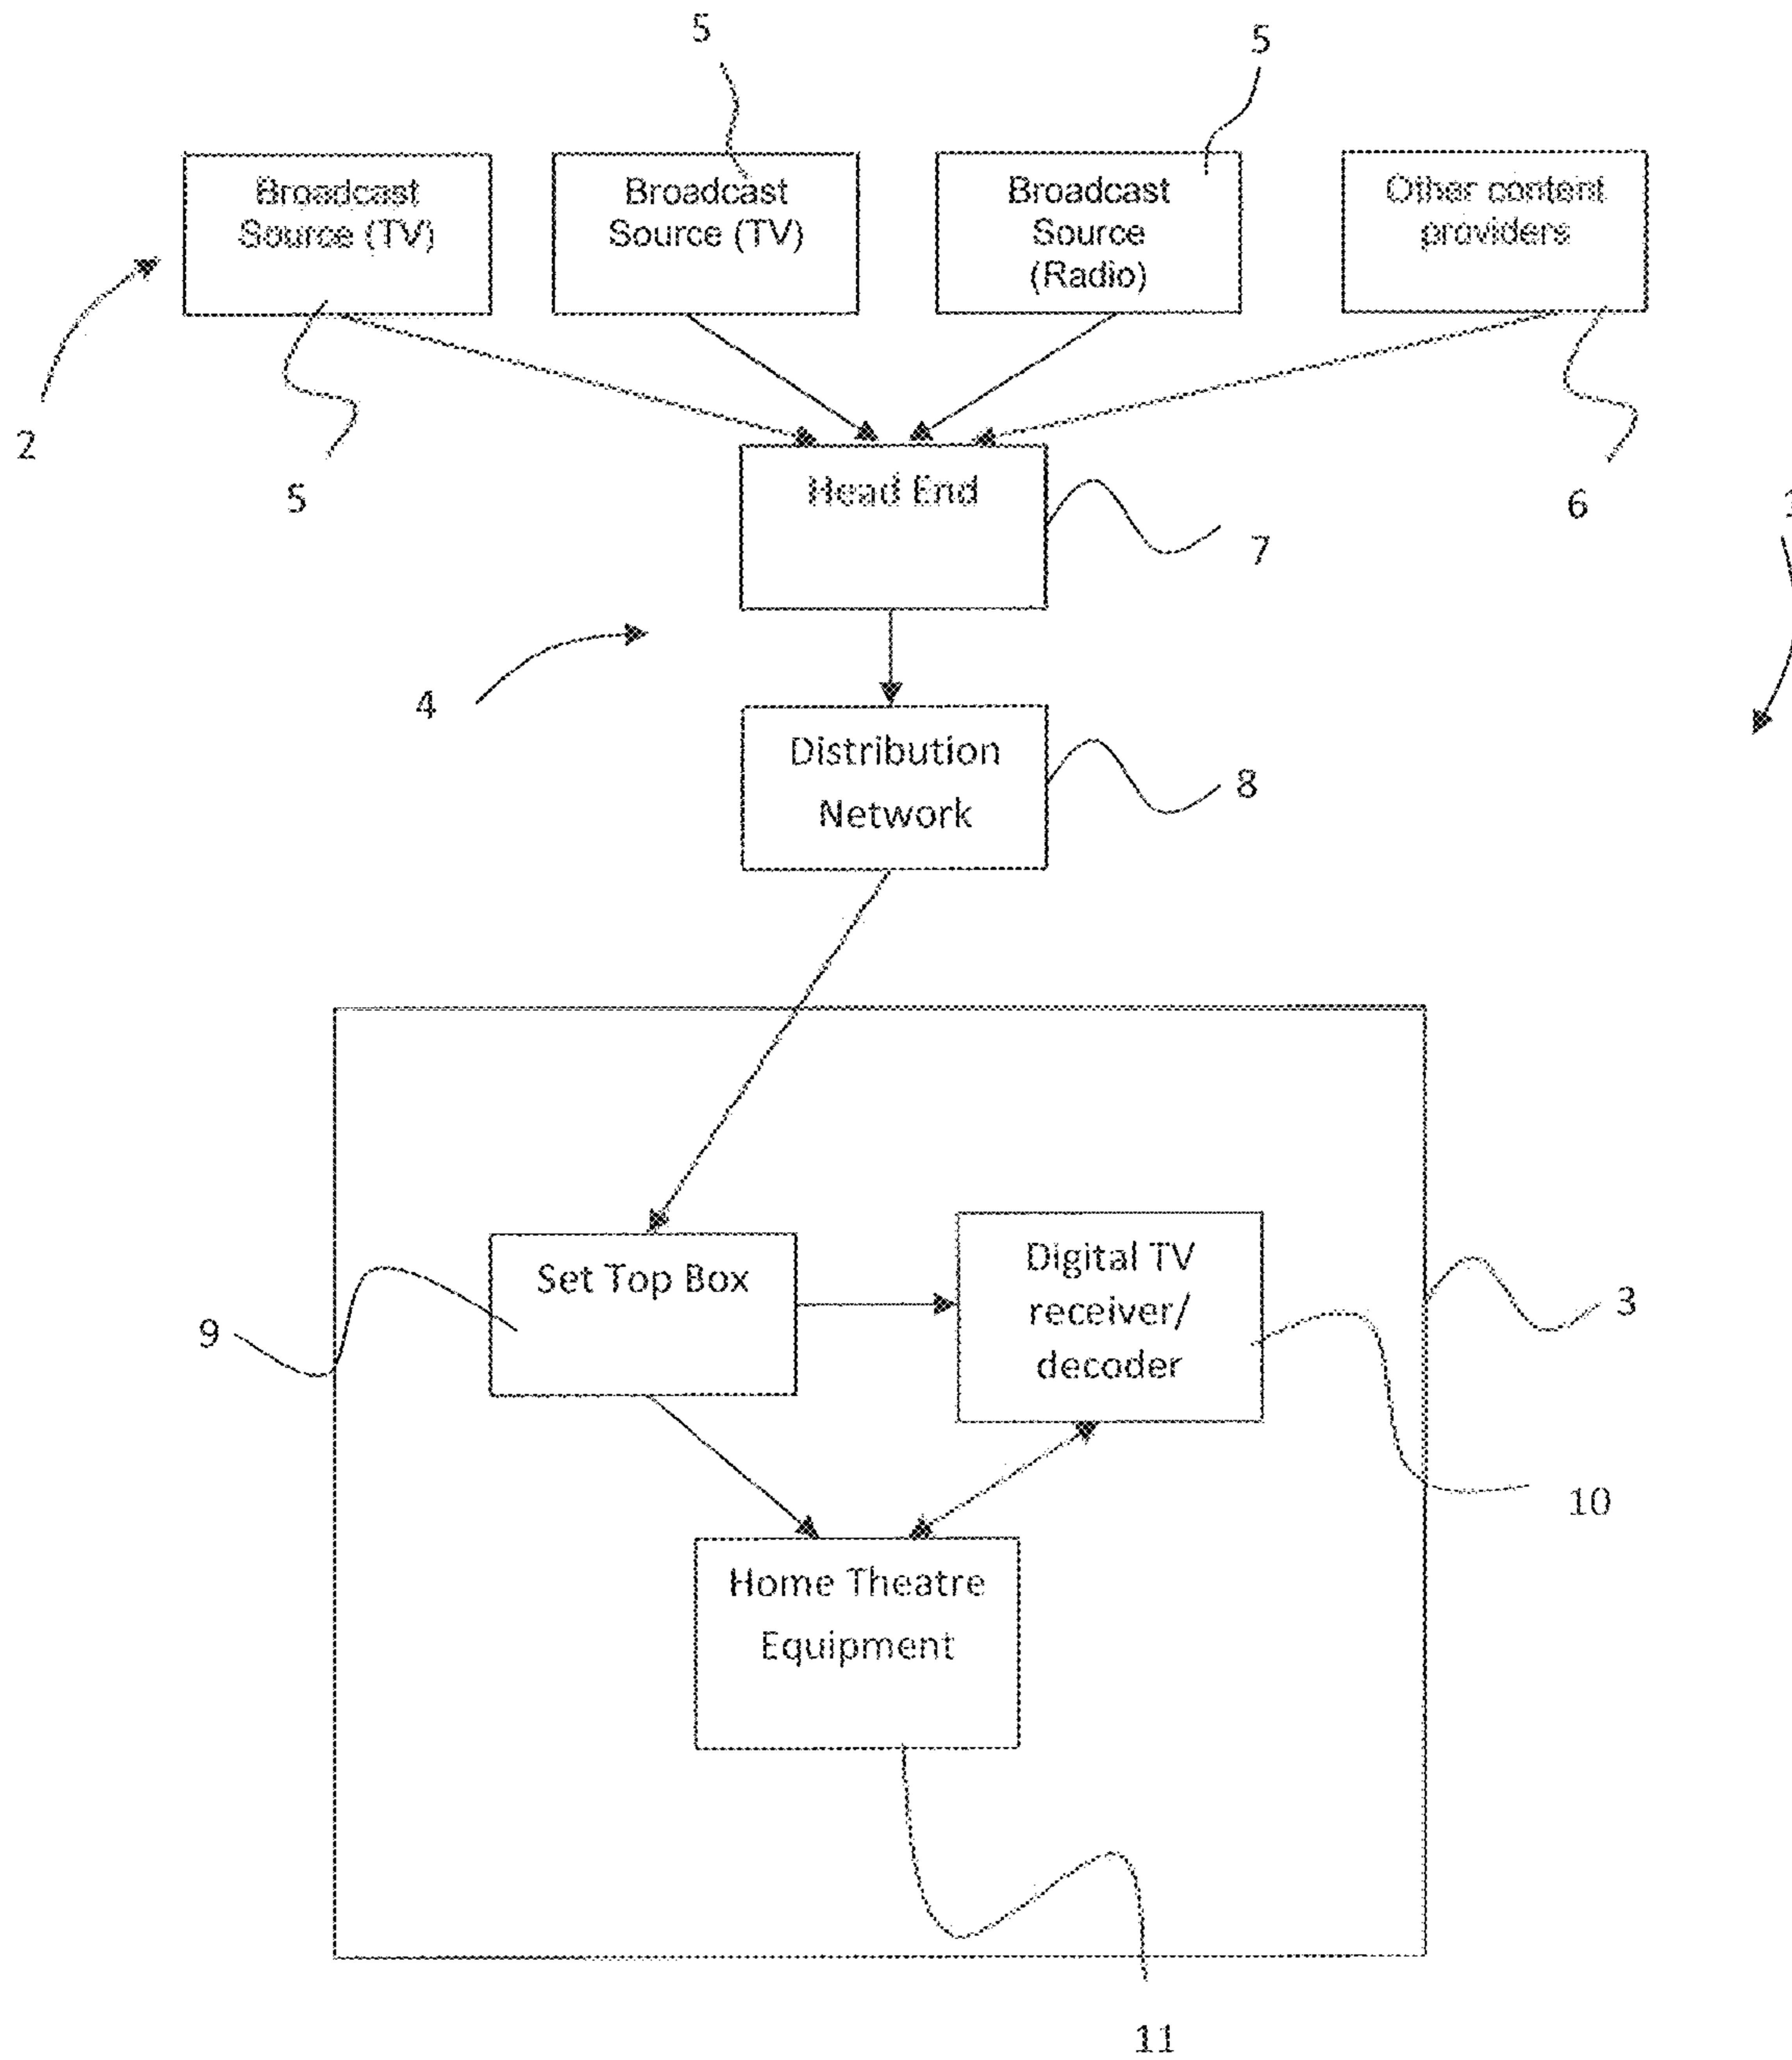 5
5
Broadcast
Source (TV)
Broadcast
Source (TV)
Broadcast
Source
(Radio)
Other content
providers
2
5
6
1
Head End
7
4
Distribution
Network
8
Set Top Box
Digital TV
receiver/
decoder
9
3
10
Home Theatre
Equipment
11